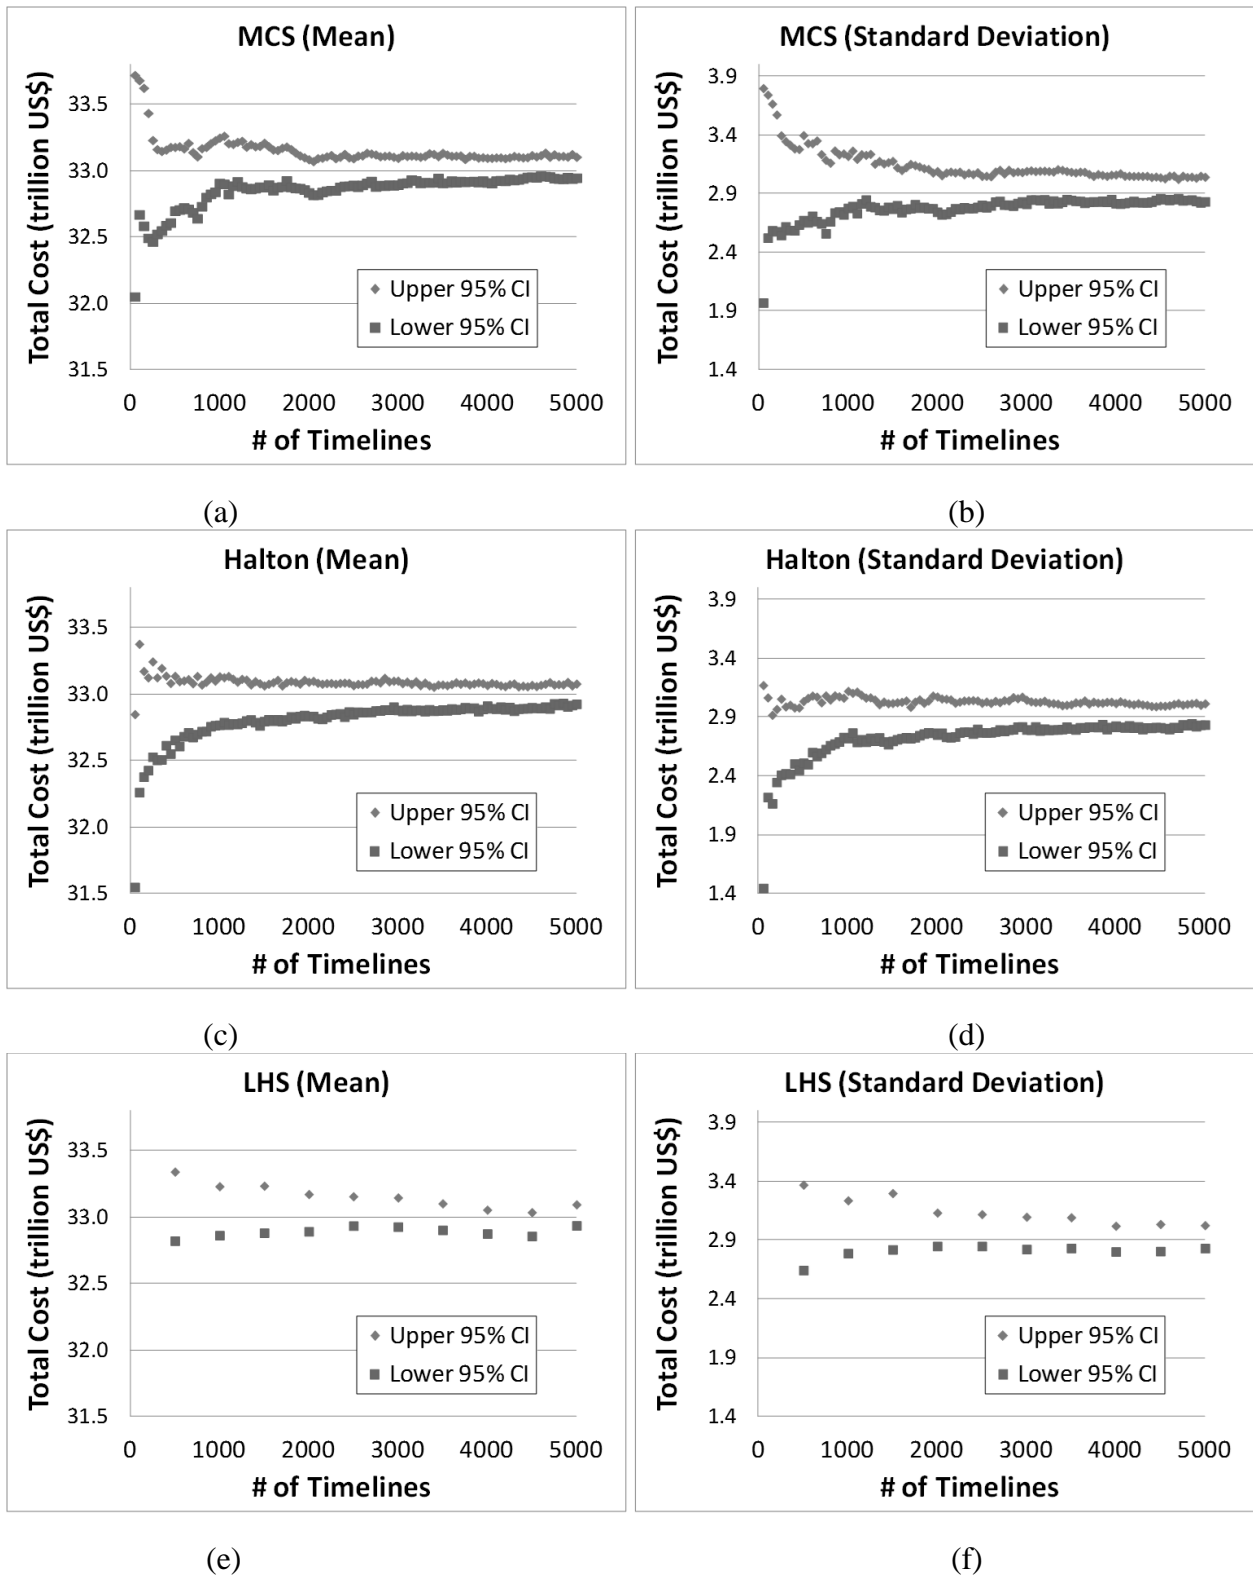 MCS (Mean)
Total Cost (trillion US$)
33.5
33.0
32.5
32.0
31.5
Upper 95% CI
Lower 95% CI
0 1000 2000 3000 4000 5000
# of Timelines
(a)
MCS (Standard Deviation)
Total Cost (trillion US$)
3.9
3.4
2.9
2.4
1.9
1.4
Upper 95% CI
Lower 95% CI
0 1000 2000 3000 4000 5000
# of Timelines
(b)
Halton (Mean)
Total Cost (trillion US$)
33.5
33.0
32.5
32.0
31.5
Upper 95% CI
Lower 95% CI
0 1000 2000 3000 4000 5000
# of Timelines
(c)
Halton (Standard Deviation)
Total Cost (trillion US$)
3.9
3.4
2.9
2.4
1.9
1.4
Upper 95% CI
Lower 95% CI
0 1000 2000 3000 4000 5000
# of Timelines
(d)
LHS (Mean)
Total Cost (trillion US$)
33.5
33.0
32.5
32.0
31.5
Upper 95% CI
Lower 95% CI
0 1000 2000 3000 4000 5000
# of Timelines
(e)
LHS (Standard Deviation)
Total Cost (trillion US$)
3.9
3.4
2.9
2.4
1.9
1.4
Upper 95% CI
Lower 95% CI
0 1000 2000 3000 4000 5000
# of Timelines
(f)